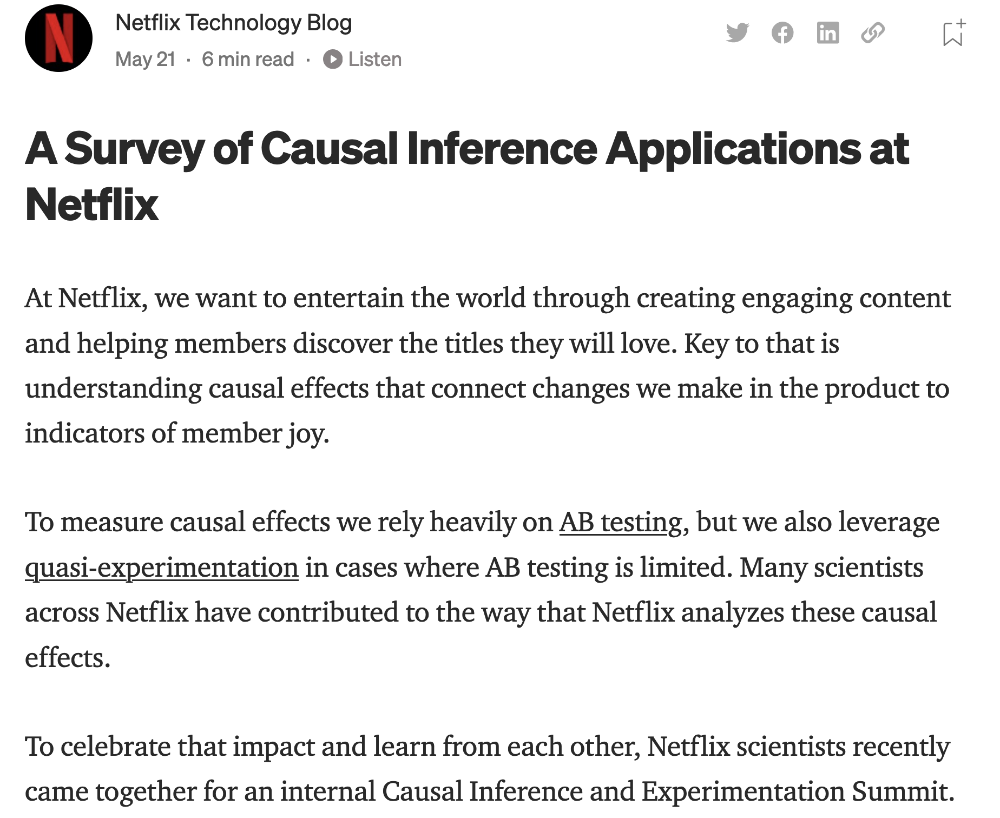 N
Netflix Technology Blog
May 21 · 6 min read · Listen
A Survey of Causal Inference Applications at
Netflix
At Netflix, we want to entertain the world through creating engaging content
and helping members discover the titles they will love. Key to that is
understanding causal effects that connect changes we make in the product to
indicators of member joy.
To measure causal effects we rely heavily on AB testing, but we also leverage
quasi-experimentation in cases where AB testing is limited. Many scientists
across Netflix have contributed to the way that Netflix analyzes these causal
effects.
To celebrate that impact and learn from each other, Netflix scientists recently
came together for an internal Causal Inference and Experimentation Summit.